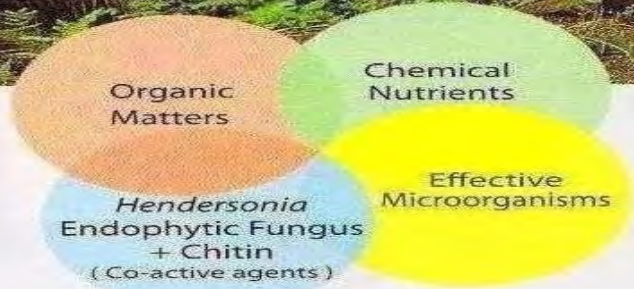 Organic
Matters
Chemical
Nutrients
Hendersonia
Endophytic Fungus
+ Chitin
( Co-active agents )
Effective
Microorganisms